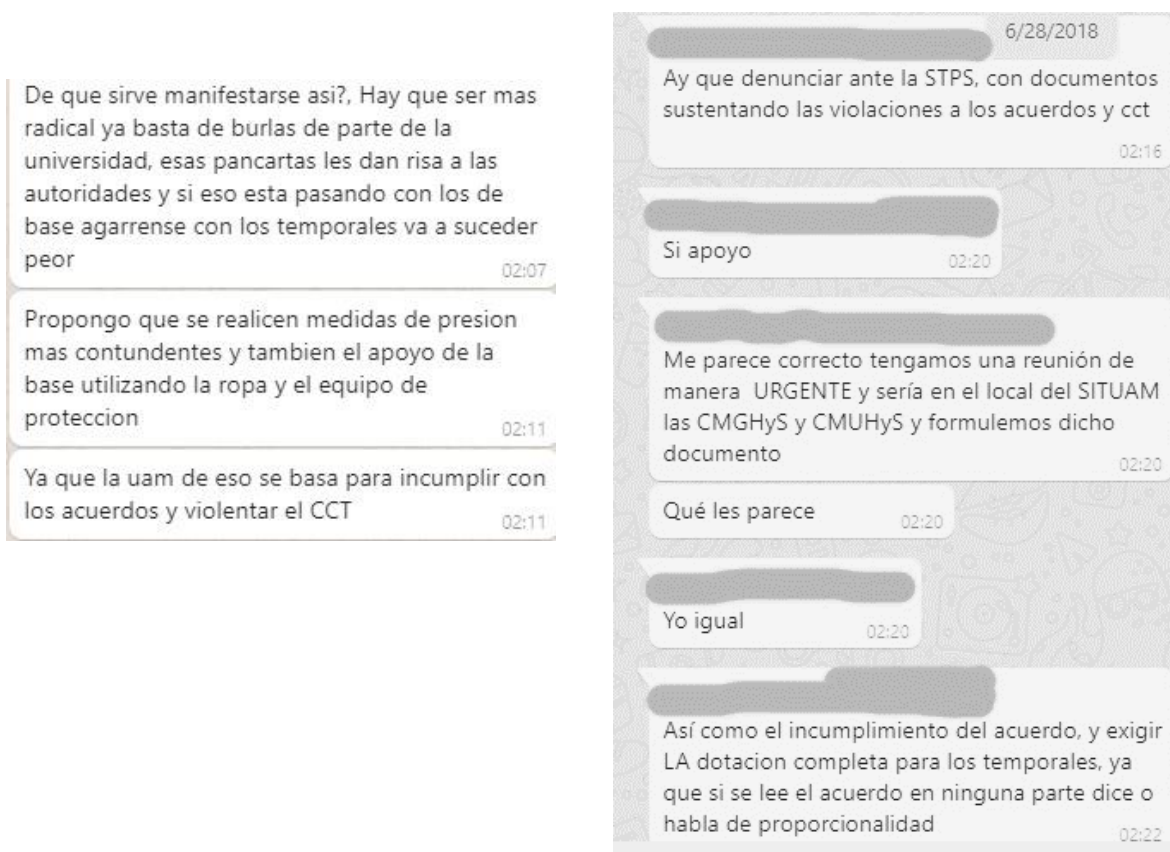 De que sirve manifestarse asi?, Hay que ser mas
radical ya basta de burlas de parte de la
universidad, esas pancartas les dan risa a las
autoridades y si eso esta pasando con los de
base agarrense con los temporales va a suceder
peor
02:07
Propongo que se realicen medidas de presion
mas contundentes y tambien el apoyo de la
base utilizando la ropa y el equipo de
proteccion
02:11
Ya que la uam de eso se basa para incumplir con
los acuerdos y violentar el CCT
02:11
6/28/2018
Ay que denunciar ante la STPS, con documentos
sustentando las violaciones a los acuerdos y cct
02:16
Si apoyo
02:20
Me parece correcto tengamos una reunión de
manera URGENTE y sería en el local del SITUAM
las CMGHyS y CMUHyS y formulemos dicho
documento
02:20
Qué les parece
02:20
Yo igual
02:20
Así como el incumplimiento del acuerdo, y exigir
LA dotacion completa para los temporales, ya
que si se lee el acuerdo en ninguna parte dice o
habla de proporcionalidad
02:22